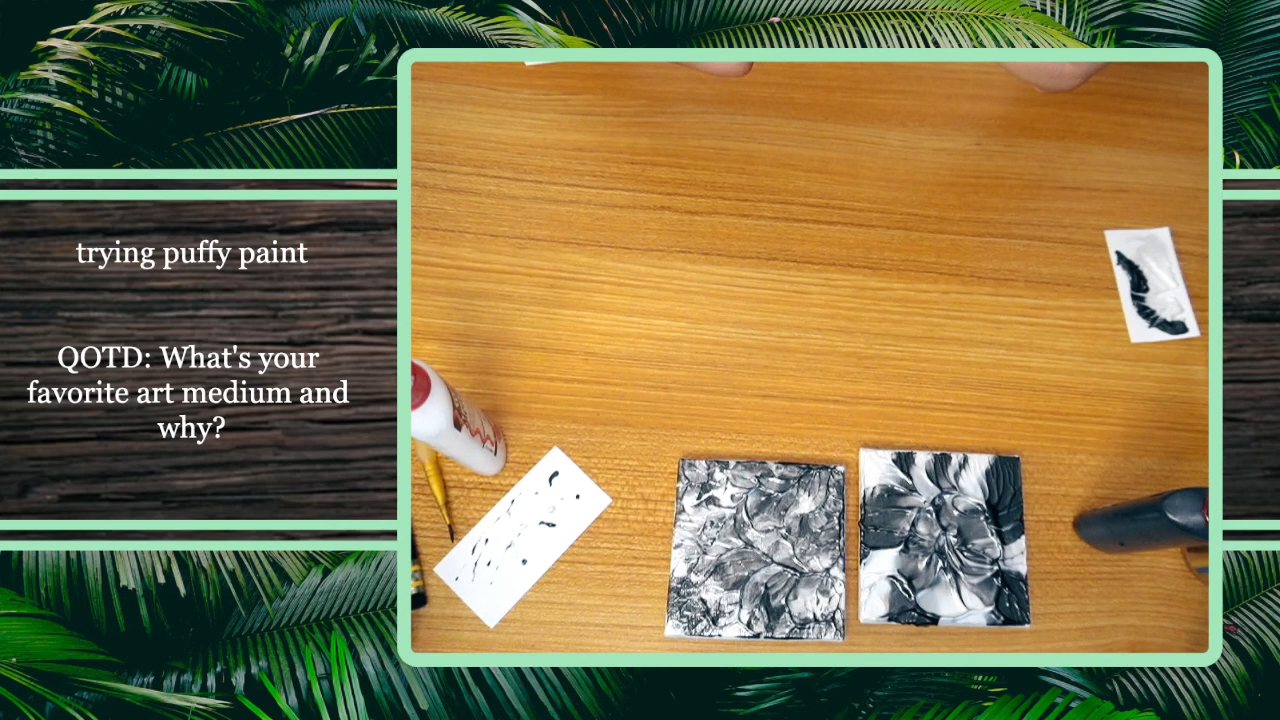 trying puffy paint
QOTD: What's your
favorite art medium and
why?